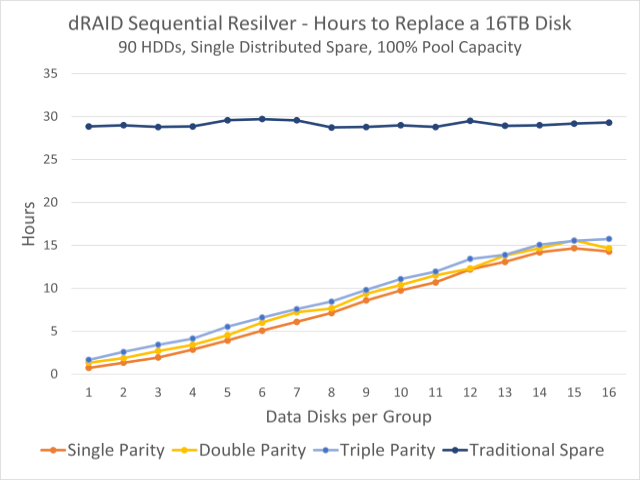 dRAID Sequential Resilver - Hours to Replace a 16TB Disk
90 HDDs, Single Distributed Spare, 100% Pool Capacity
35
30
25
20
15
10
5
0
Hours
1 2 3 4 5 6 7 8 9 10 11 12 13 14 15 16
Data Disks per Group
Single Parity Double Parity Triple Parity Traditional Spare